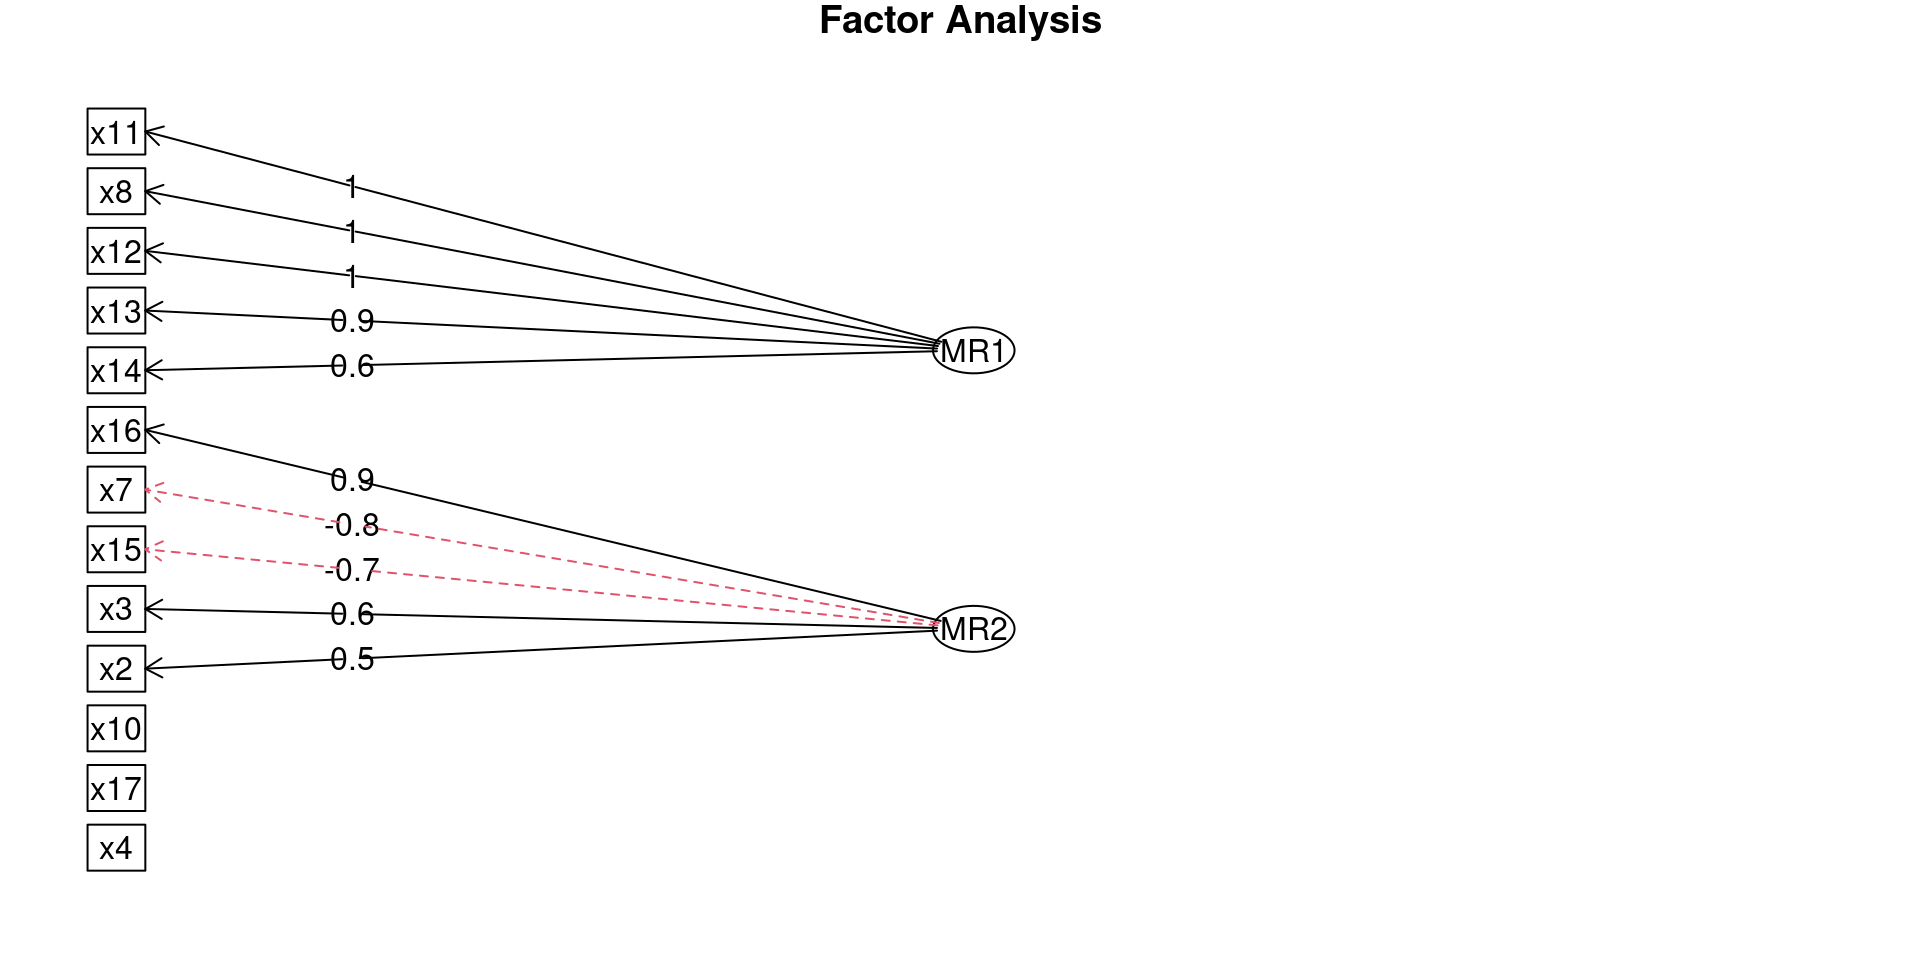 Factor Analysis
x11
x8
x12
x13
x14
x16
x7
x15
x3
x2
x10
x17
x4
1
1
1
0.9
0.6
0.9
-0.8
-0.7
0.6
0.5
MR1
MR2